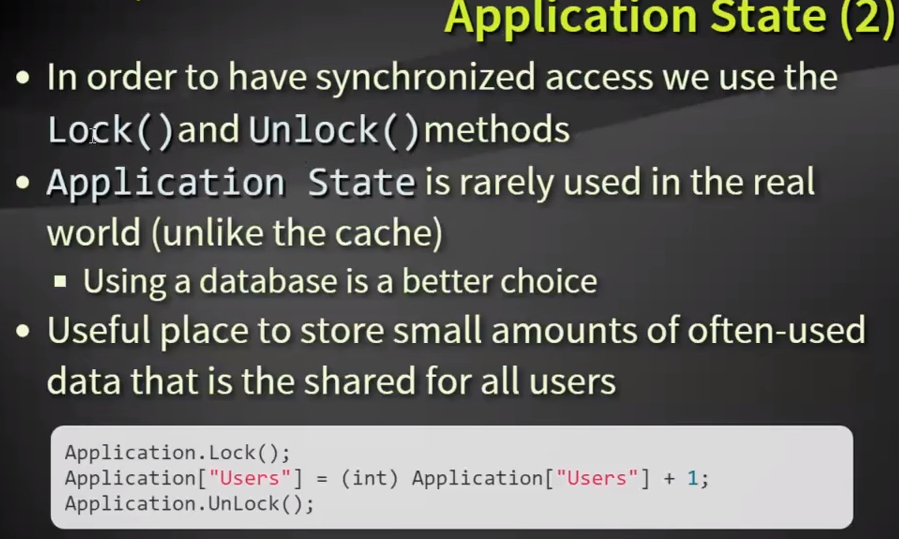 Application State (2)
• In order to have synchronized access we use the
Lock()and Unlock()methods
• Application State is rarely used in the real
world (unlike the cache)
▪ Using a database is a better choice
• Useful place to store small amounts of often-used
data that is the shared for all users
Application.Lock();
Application["Users"] = (int) Application["Users"] + 1;
Application.UnLock();